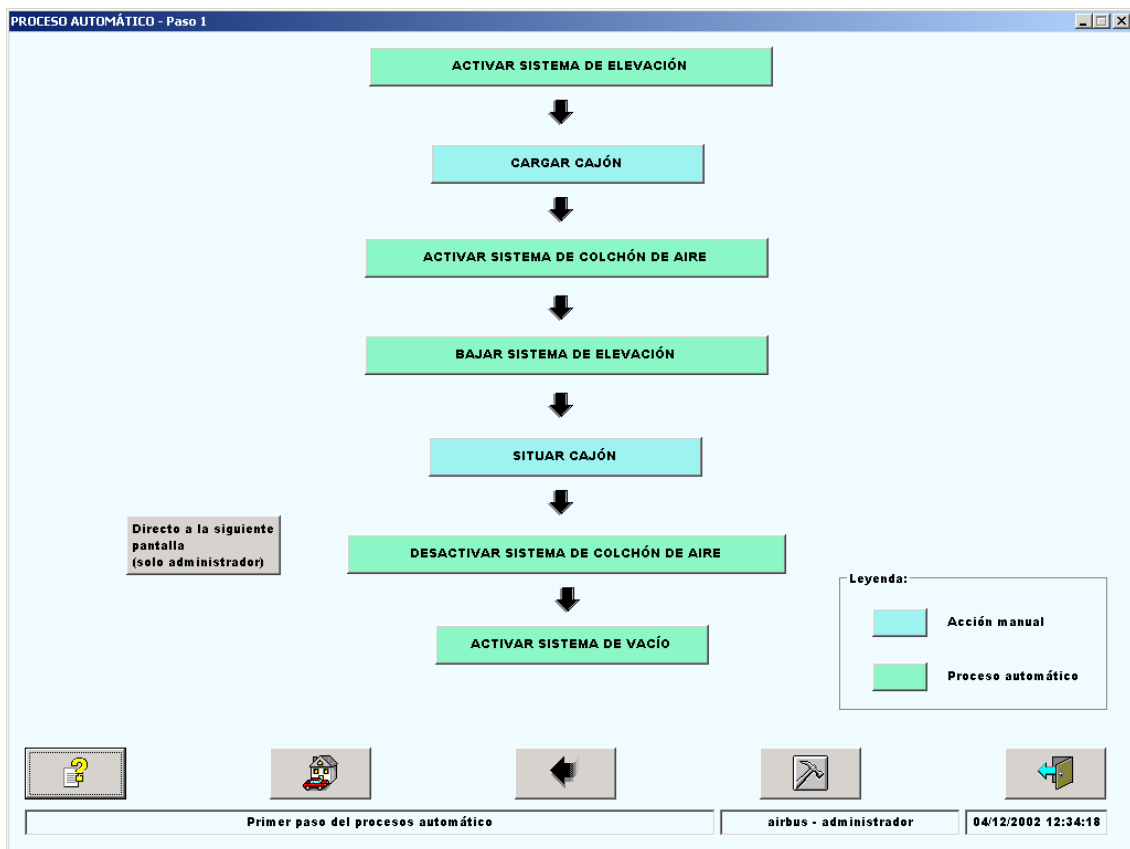 PROCESO AUTOMÁTICO - Paso 1
ACTIVAR SISTEMA DE ELEVACIÓN
CARGAR CAJÓN
ACTIVAR SISTEMA DE COLCHÓN DE AIRE
BAJAR SISTEMA DE ELEVACIÓN
SITUAR CAJÓN
Directo a la siguiente
pantalla
(solo administrador)
DESACTIVAR SISTEMA DE COLCHÓN DE AIRE
ACTIVAR SISTEMA DE VACÍO
Leyenda:
Acción manual
Proceso automático
Primer paso del procesos automático
airbus - administrador
04/12/2002 12:34:18